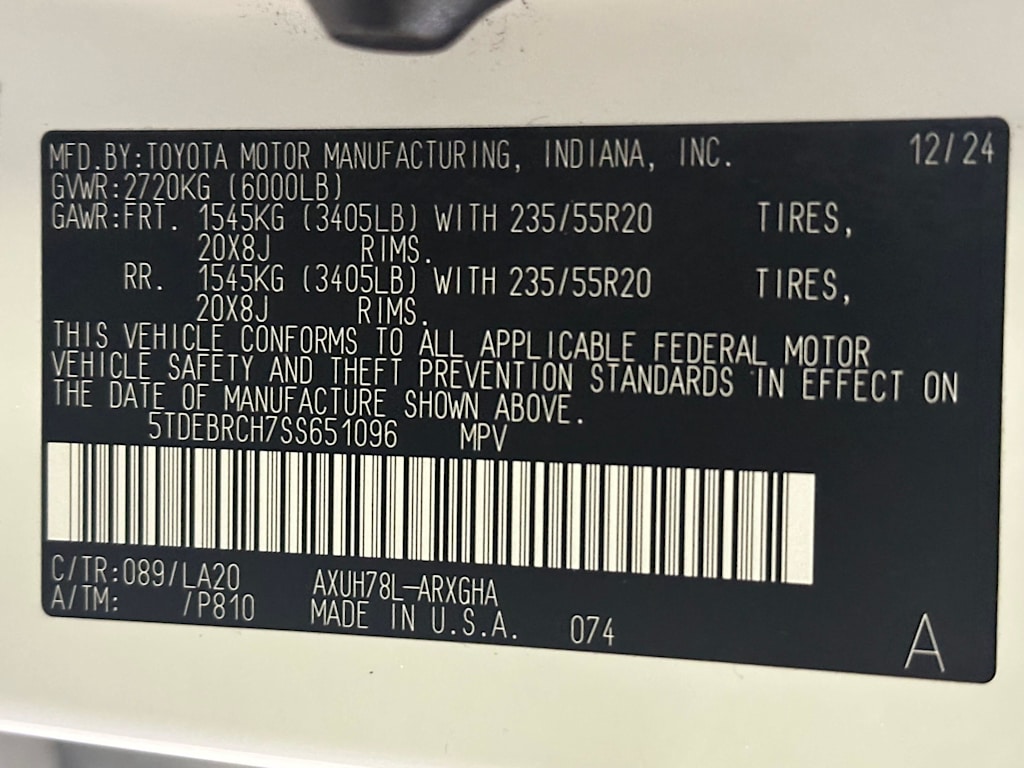 MFD.BY:TOYOTA MOTOR MANUFACTURING, INDIANA, INC. 12/24
GVWR:2720KG (6000LB)
GAWR:FRT. 1545KG (3405LB) WITH 235/55R20 TIRES,
20X8J RIMS.
RR. 1545KG (3405LB) WITH 235/55R20 TIRES,
20X8J RIMS.
THIS VEHICLE CONFORMS TO ALL APPLICABLE FEDERAL MOTOR
VEHICLE SAFETY AND THEFT PREVENTION STANDARDS IN EFFECT ON
THE DATE OF MANUFACTURE SHOWN ABOVE.
5TDEBRCH7SS651096 MPV
C/TR:089/LA20 AXUH78L-ARXGHA
A/TM: /P810 MADE IN U.S.A. 074 A